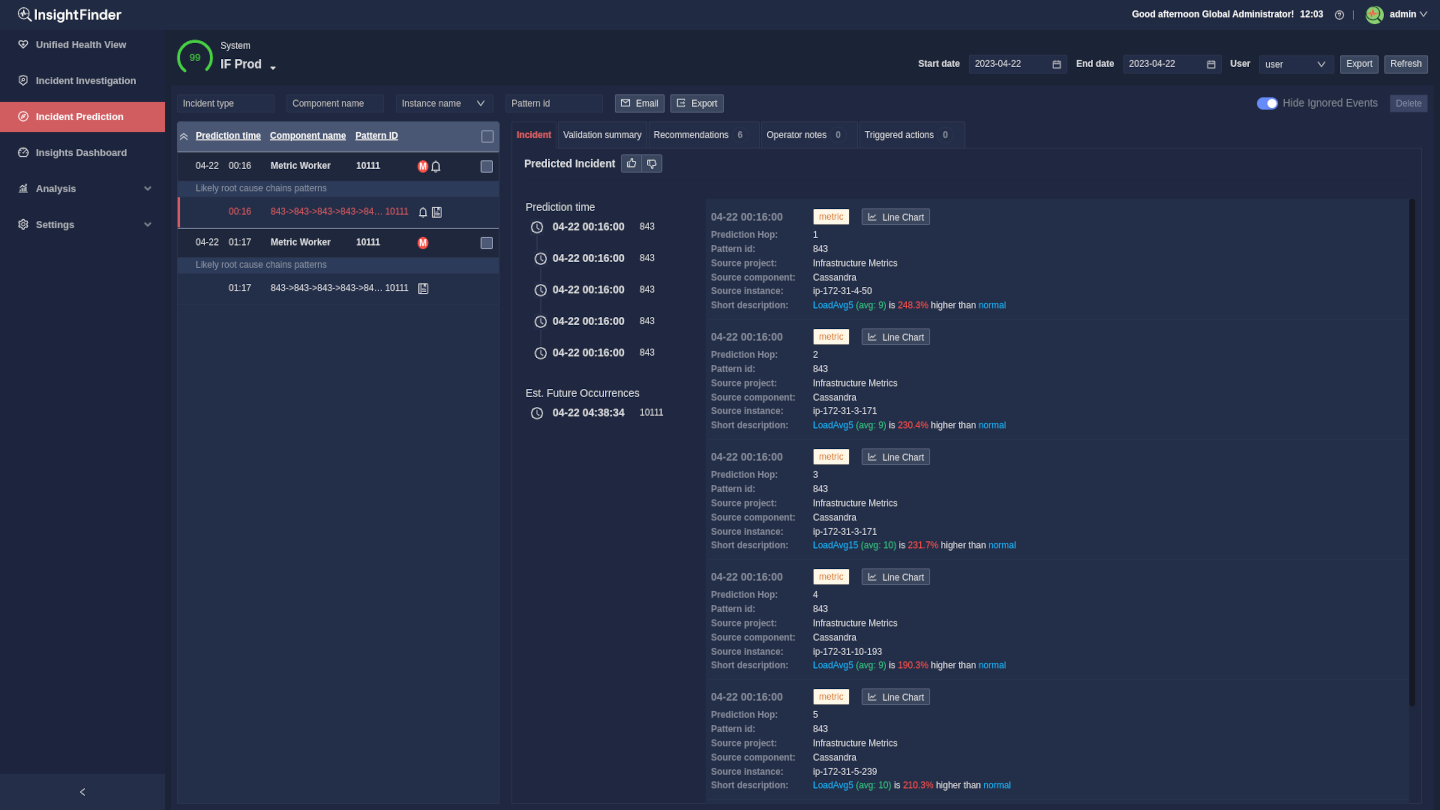 InsightFinder
Good afternoon Global Administrator! 12:03
admin
Unified Health View
Incident Investigation
Incident Prediction
Insights Dashboard
Analysis
Settings
99
System
IF Prod
Start date 2023-04-22 End date 2023-04-22 User user Export Refresh
Incident type Component name Instance name Pattern id Email Export
Hide Ignored Events Delete
Prediction time Component name Pattern ID
04-22 00:16 Metric Worker 10111 M
Likely root cause chains patterns
00:16 843->843->843->843->84... 10111
04-22 01:17 Metric Worker 10111 M
Likely root cause chains patterns
01:17 843->843->843->843->84... 10111
Incident Validation summary Recommendations 6 Operator notes 0 Triggered actions 0
Predicted Incident
Prediction time
04-22 00:16:00 843
04-22 00:16:00 843
04-22 00:16:00 843
04-22 00:16:00 843
04-22 00:16:00 843
Est. Future Occurrences
04-22 04:38:34 10111
04-22 00:16:00 metric Line Chart
Prediction Hop: 1
Pattern id: 843
Source project: Infrastructure Metrics
Source component: Cassandra
Source instance: ip-172-31-4-50
Short description: LoadAvg5 (avg: 9) is 248.3% higher than normal
04-22 00:16:00 metric Line Chart
Prediction Hop: 2
Pattern id: 843
Source project: Infrastructure Metrics
Source component: Cassandra
Source instance: ip-172-31-3-171
Short description: LoadAvg5 (avg: 9) is 230.4% higher than normal
04-22 00:16:00 metric Line Chart
Prediction Hop: 3
Pattern id: 843
Source project: Infrastructure Metrics
Source component: Cassandra
Source instance: ip-172-31-3-171
Short description: LoadAvg15 (avg: 10) is 231.7% higher than normal
04-22 00:16:00 metric Line Chart
Prediction Hop: 4
Pattern id: 843
Source project: Infrastructure Metrics
Source component: Cassandra
Source instance: ip-172-31-10-193
Short description: LoadAvg5 (avg: 9) is 190.3% higher than normal
04-22 00:16:00 metric Line Chart
Prediction Hop: 5
Pattern id: 843
Source project: Infrastructure Metrics
Source component: Cassandra
Source instance: ip-172-31-5-239
Short description: LoadAvg5 (avg: 10) is 210.3% higher than normal